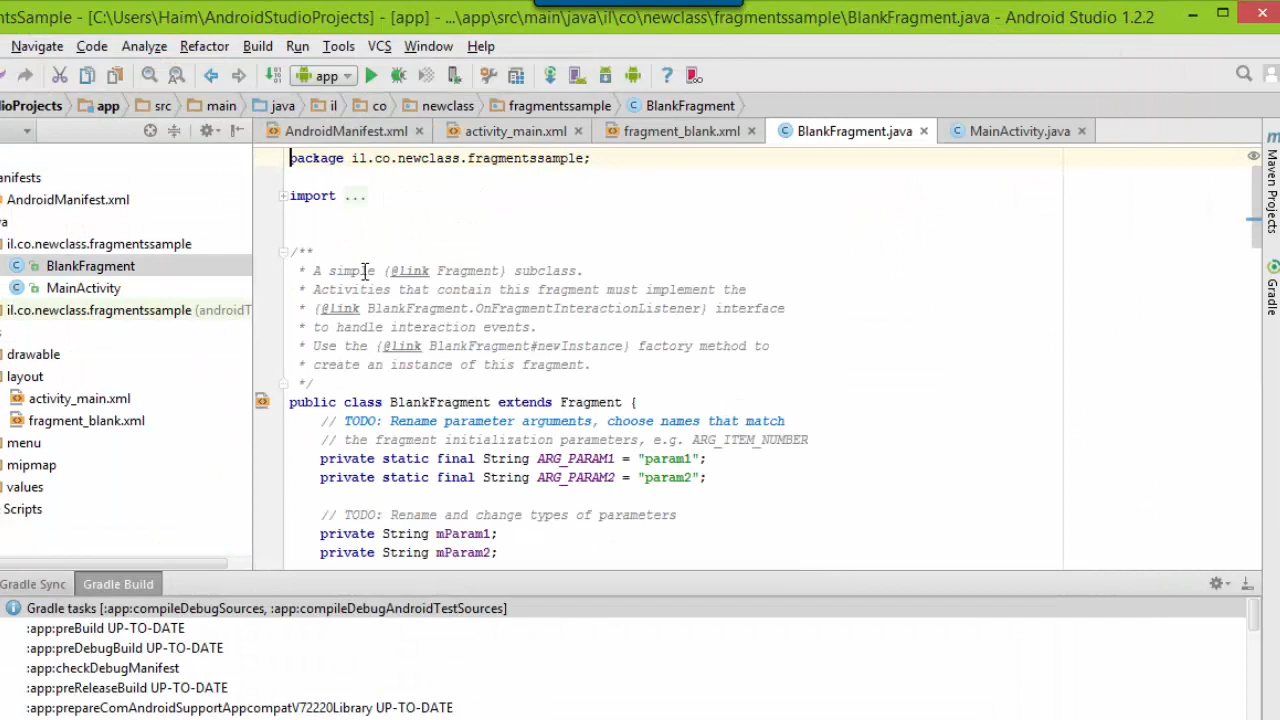 ntsSample - [C:\Users\Haim\AndroidStudioProjects] - [app] - ...\app\src\main\java\il\co\newclass\fragmentssample\BlankFragment.java - Android Studio 1.2.2
Navigate Code Analyze Refactor Build Run Tools VCS Window Help
app
dioProjects app src main java il co newclass fragmentssample BlankFragment
AndroidManifest.xml activity_main.xml fragment_blank.xml BlankFragment.java MainActivity.java
anifests
AndroidManifest.xml
va
il.co.newclass.fragmentssample
BlankFragment
MainActivity
il.co.newclass.fragmentssample (androidT
s
drawable
layout
activity_main.xml
fragment_blank.xml
menu
mipmap
values
Scripts
package il.co.newclass.fragmentssample;
import ...
/**
* A simple {@link Fragment} subclass.
* Activities that contain this fragment must implement the
* {@link BlankFragment.OnFragmentInteractionListener} interface
* to handle interaction events.
* Use the {@link BlankFragment#newInstance} factory method to
* create an instance of this fragment.
*/
public class BlankFragment extends Fragment {
// TODO: Rename parameter arguments, choose names that match
// the fragment initialization parameters, e.g. ARG_ITEM_NUMBER
private static final String ARG_PARAM1 = "param1";
private static final String ARG_PARAM2 = "param2";
// TODO: Rename and change types of parameters
private String mParam1;
private String mParam2;
Maven Projects
Gradle
Gradle Sync Gradle Build
Gradle tasks [:app:compileDebugSources, :app:compileDebugAndroidTestSources]
:app:preBuild UP-TO-DATE
:app:preDebugBuild UP-TO-DATE
:app:checkDebugManifest
:app:preReleaseBuild UP-TO-DATE
:app:prepareComAndroidSupportAppcompatV72220Library UP-TO-DATE